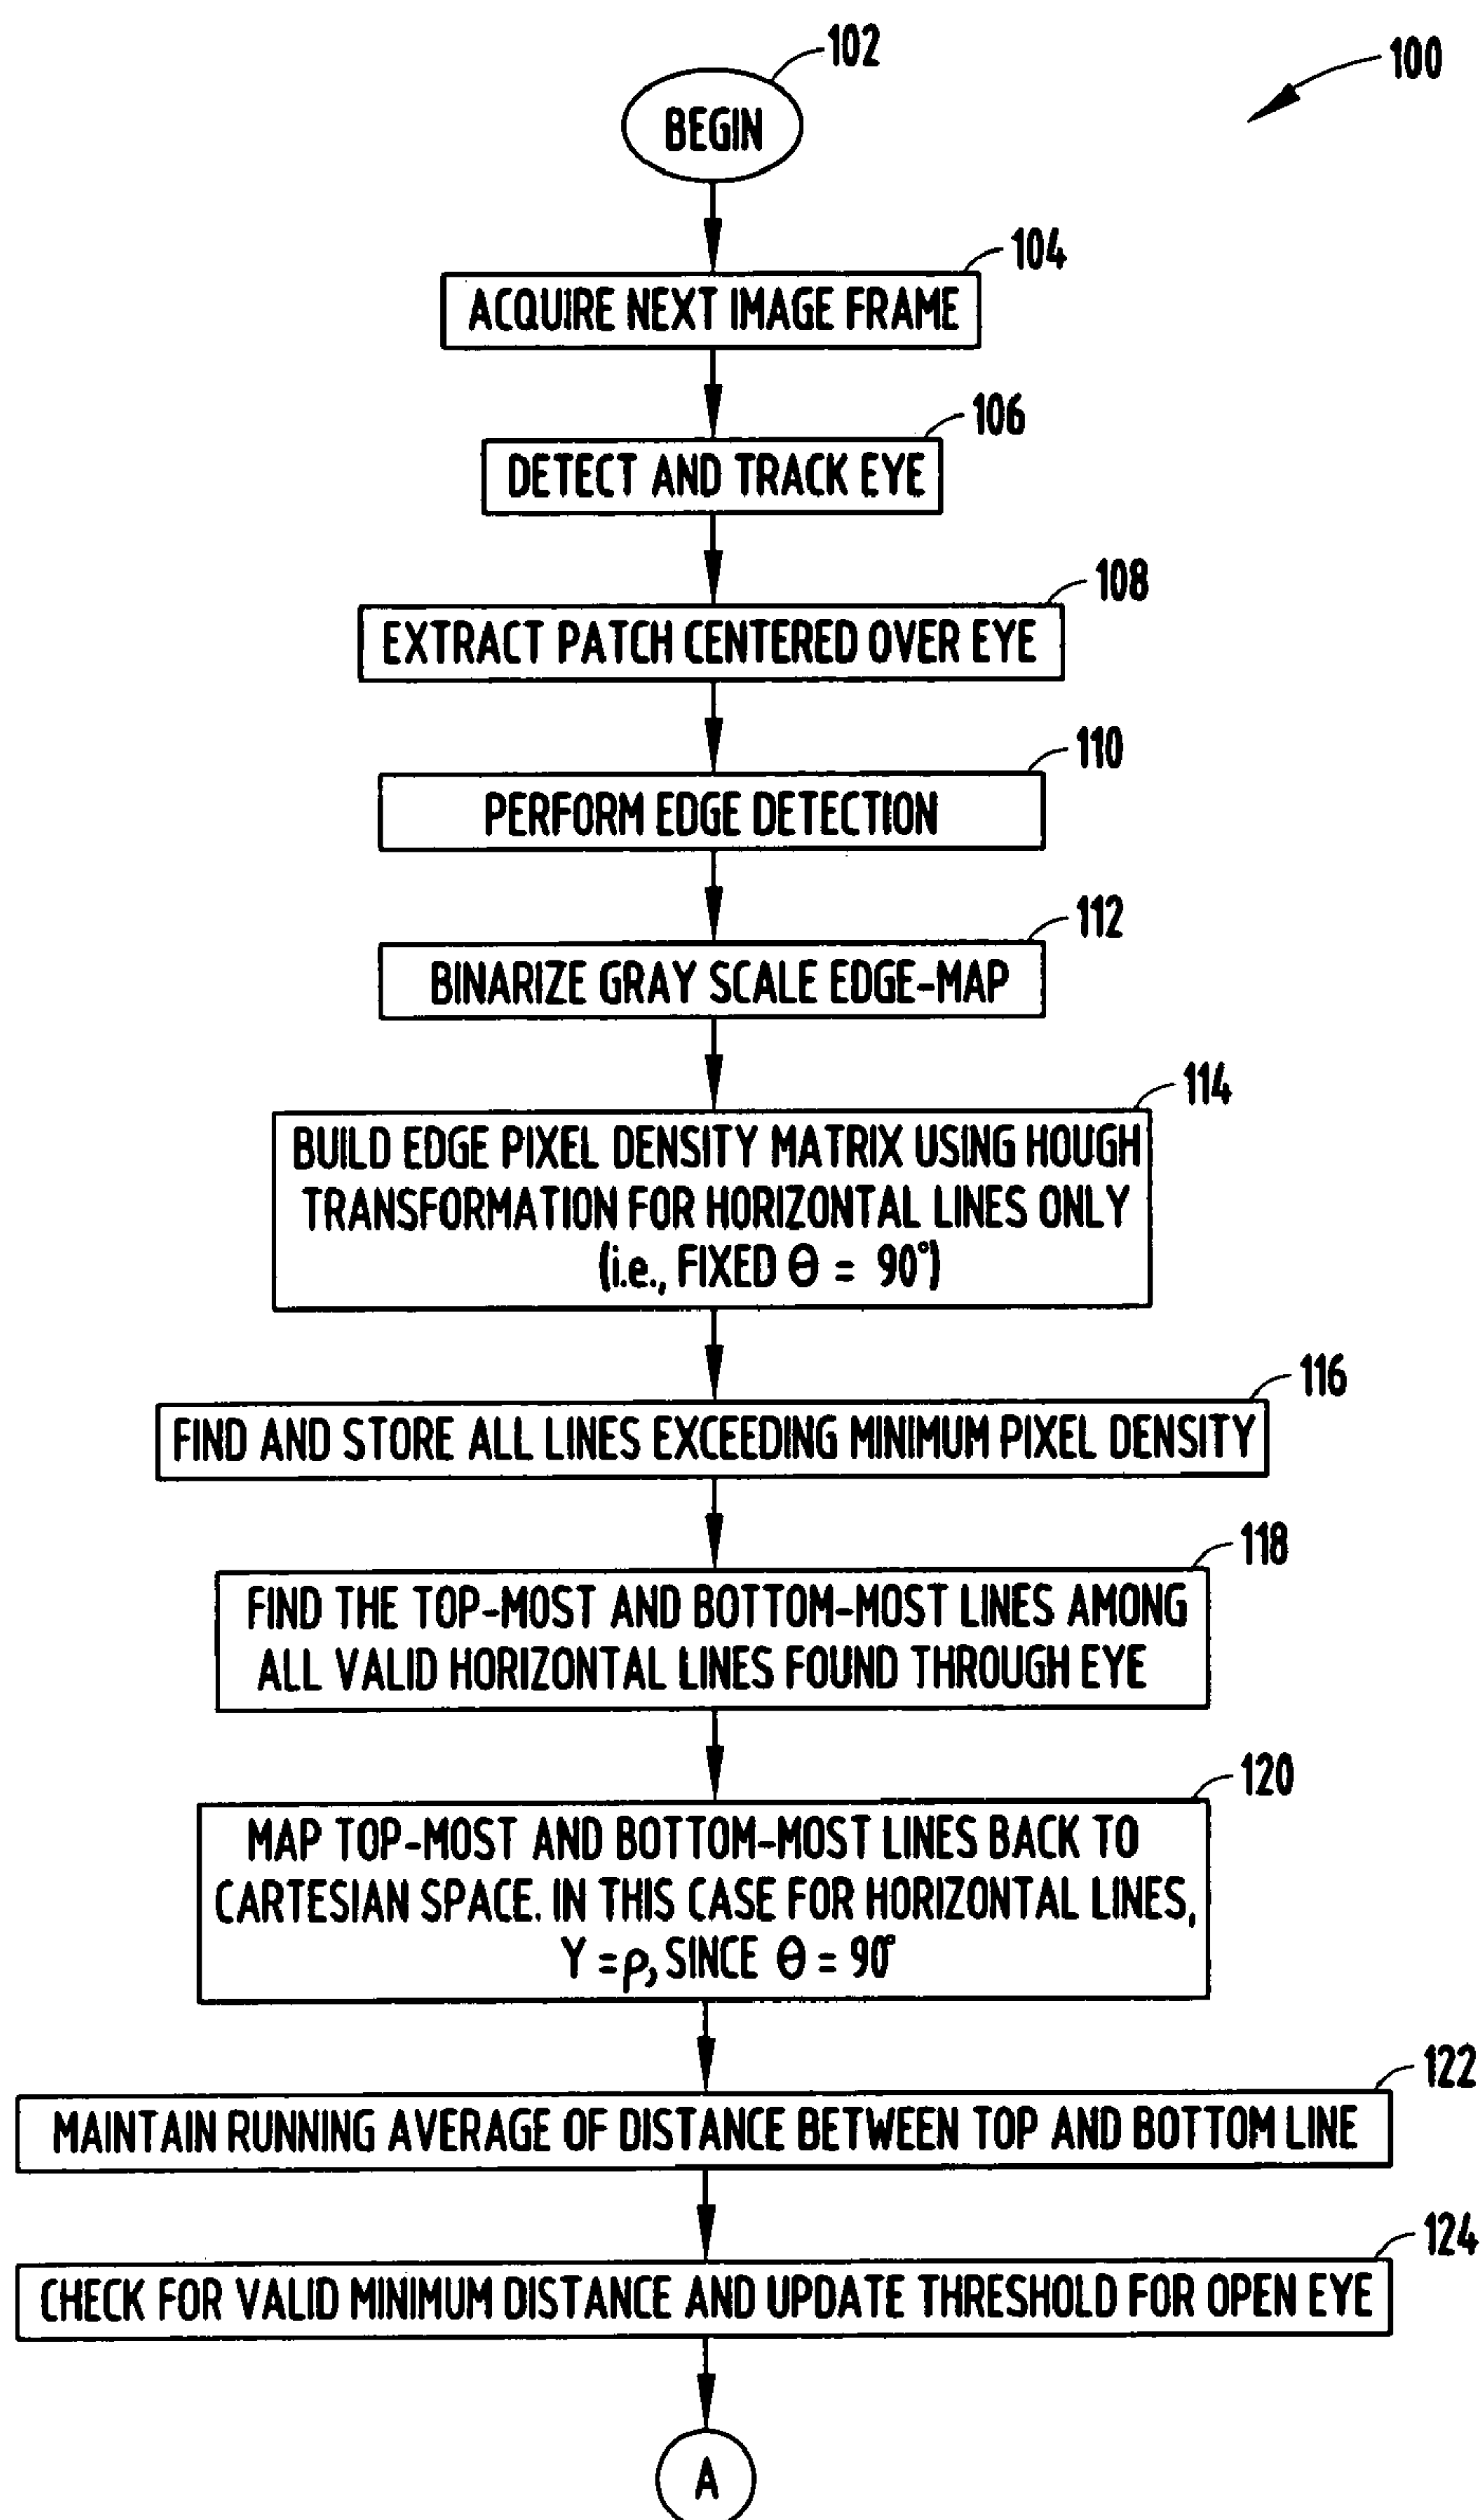 102
100
BEGIN
104
ACQUIRE NEXT IMAGE FRAME
106
DETECT AND TRACK EYE
108
EXTRACT PATCH CENTERED OVER EYE
110
PERFORM EDGE DETECTION
112
BINARIZE GRAY SCALE EDGE-MAP
114
BUILD EDGE PIXEL DENSITY MATRIX USING HOUGH
TRANSFORMATION FOR HORIZONTAL LINES ONLY
(i.e., FIXED Θ = 90°)
116
FIND AND STORE ALL LINES EXCEEDING MINIMUM PIXEL DENSITY
118
FIND THE TOP-MOST AND BOTTOM-MOST LINES AMONG
ALL VALID HORIZONTAL LINES FOUND THROUGH EYE
120
MAP TOP-MOST AND BOTTOM-MOST LINES BACK TO
CARTESIAN SPACE. IN THIS CASE FOR HORIZONTAL LINES,
Y = ρ, SINCE Θ = 90°
122
MAINTAIN RUNNING AVERAGE OF DISTANCE BETWEEN TOP AND BOTTOM LINE
124
CHECK FOR VALID MINIMUM DISTANCE AND UPDATE THRESHOLD FOR OPEN EYE
A